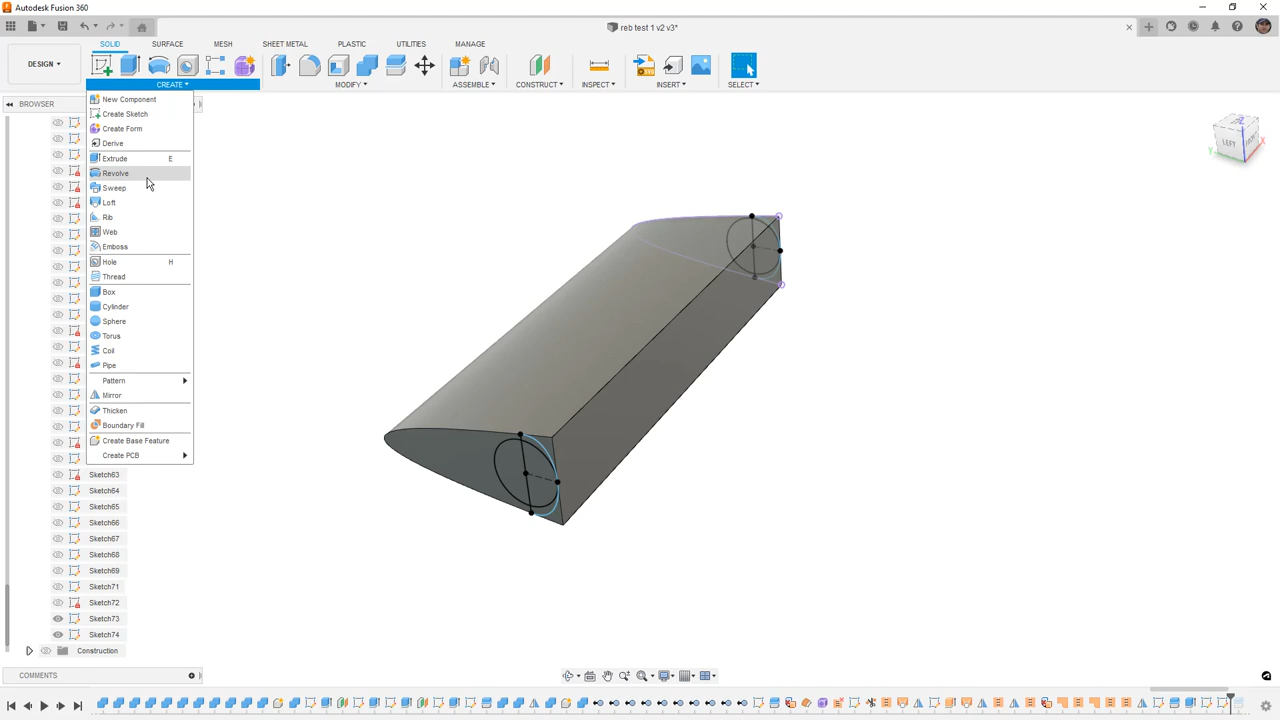 Autodesk Fusion 360
reb test 1 v2 v3*
SOLID SURFACE MESH SHEET METAL PLASTIC UTILITIES MANAGE
DESIGN
CREATE MODIFY ASSEMBLE CONSTRUCT INSPECT INSERT SELECT
BROWSER
New Component
Create Sketch
Create Form
Derive
Extrude E
Revolve
Sweep
Loft
Rib
Web
Emboss
Hole H
Thread
Box
Cylinder
Sphere
Torus
Coil
Pipe
Pattern
Mirror
Thicken
Boundary Fill
Create Base Feature
Create PCB
Sketch63
Sketch64
Sketch65
Sketch66
Sketch67
Sketch68
Sketch69
Sketch71
Sketch72
Sketch73
Sketch74
Construction
COMMENTS
Z
LEFT FRONT
Y X